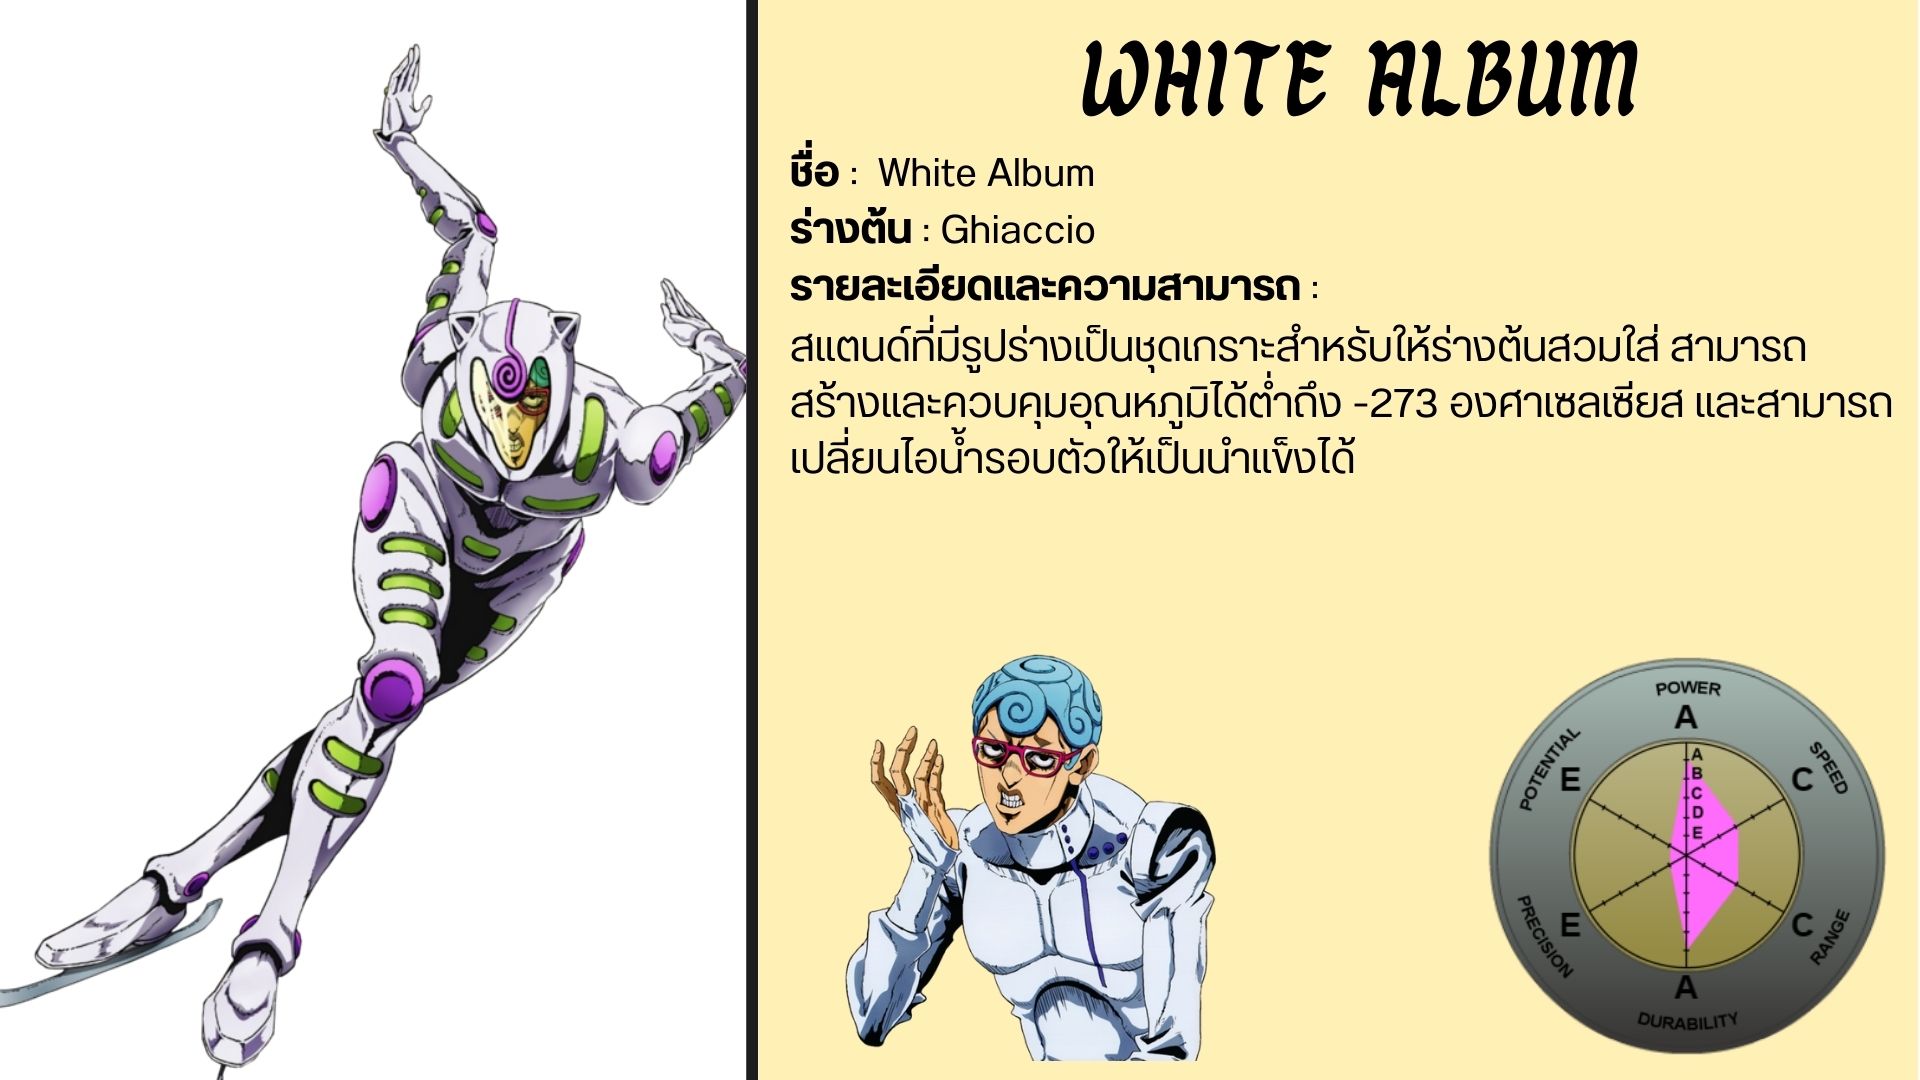 WHITE ALBUM
ชื่อ : White Album
ร่างต้น : Ghiaccio
รายละเอียดและความสามารถ :
สแตนด์ที่มีรูปร่างเป็นชุดเกราะสำหรับให้ร่างต้นสวมใส่ สามารถ
สร้างและควบคุมอุณหภูมิได้ต่ำถึง -273 องศาเซลเซียส และสามารถ
เปลี่ยนไอน้ำรอบตัวให้เป็นนำแข็งได้
POWER
A
SPEED
C
RANGE
C
DURABILITY
A
PRECISION
E
POTENTIAL
E
A
B
C
D
E